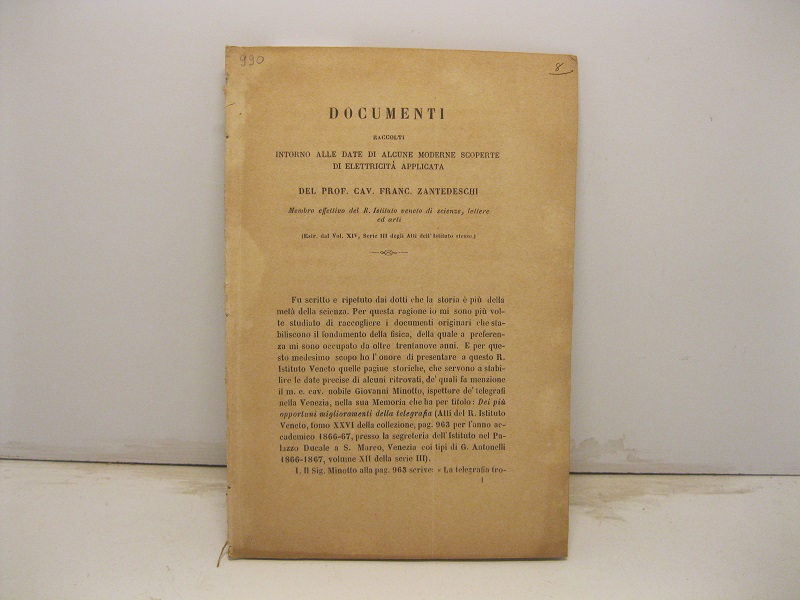 990
8
DOCUMENTI
RACCOLTI
INTORNO ALLE DATE DI ALCUNE MODERNE SCOPERTE
DI ELETTRICITÀ APPLICATA
DEL PROF. CAV. FRANC. ZANTEDESCHI
Membro effettivo del R. Istituto veneto di scienze, lettere
ed arti
(Estr. dal Vol. XIV, Serie III degli Atti dell'Istituto stesso.)
Fu scritto e ripetuto dai dotti che la storia è più della
metà della scienza. Per questa ragione io mi sono più vol-
te studiato di raccogliere i documenti originari che sta-
biliscono il fondamento della fisica, della quale a preferen-
za mi sono occupato da oltre trentanove anni. E per que-
sto medesimo scopo ho l'onore di presentare a questo R.
Istituto Veneto quelle pagine storiche, che servono a stabi-
lire le date precise di alcuni ritrovati, de' quali fa menzione
il m. e. cav. nobile Giovanni Minotto, ispettore de' telegrafi
nella Venezia, nella sua Memoria che ha per titolo: Dei più
opportuni miglioramenti della telegrafia (Atti del R. Istituto
Veneto, tomo XXVI della collezione, pag. 963 per l'anno ac-
cademico 1866-67, presso la segreteria dell'Istituto nel Pa-
lazzo Ducale a S. Marco, Venezia coi tipi di G. Antonelli
1866-1867, volume XII della serie III).
I. Il Sig. Minotto alla pag. 963 scrive: « La telegrafia tro-
1